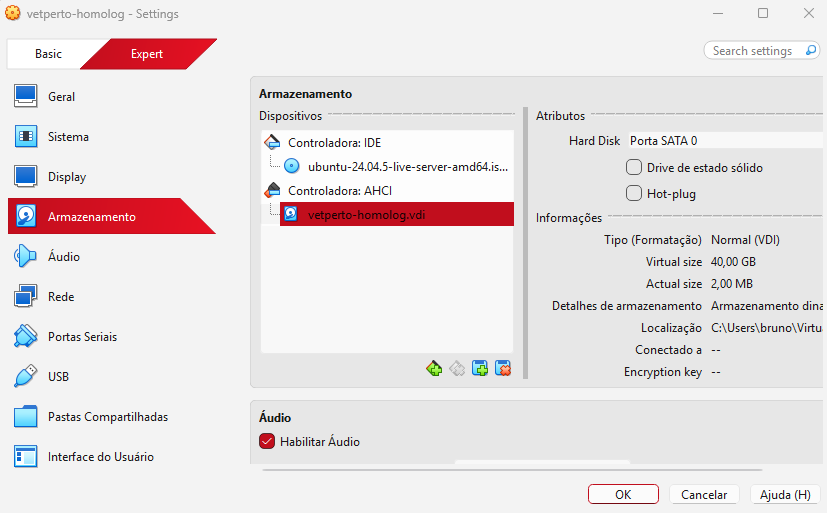 vetperto-homolog - Settings
Basic
Expert
Search settings
Geral
Sistema
Display
Armazenamento
Áudio
Rede
Portas Seriais
USB
Pastas Compartilhadas
Interface do Usuário
Armazenamento
Dispositivos
Controladora: IDE
ubuntu-24.04.5-live-server-amd64.is...
Controladora: AHCI
vetperto-homolog.vdi
Atributos
Hard Disk Porta SATA 0
Drive de estado sólido
Hot-plug
Informações
Tipo (Formatação) Normal (VDI)
Virtual size 40,00 GB
Actual size 2,00 MB
Detalhes de armazenamento Armazenamento dina
Localização C:\Users\bruno\Virtua
Conectado a --
Encryption key --
Áudio
Habilitar Áudio
OK
Cancelar
Ajuda (H)